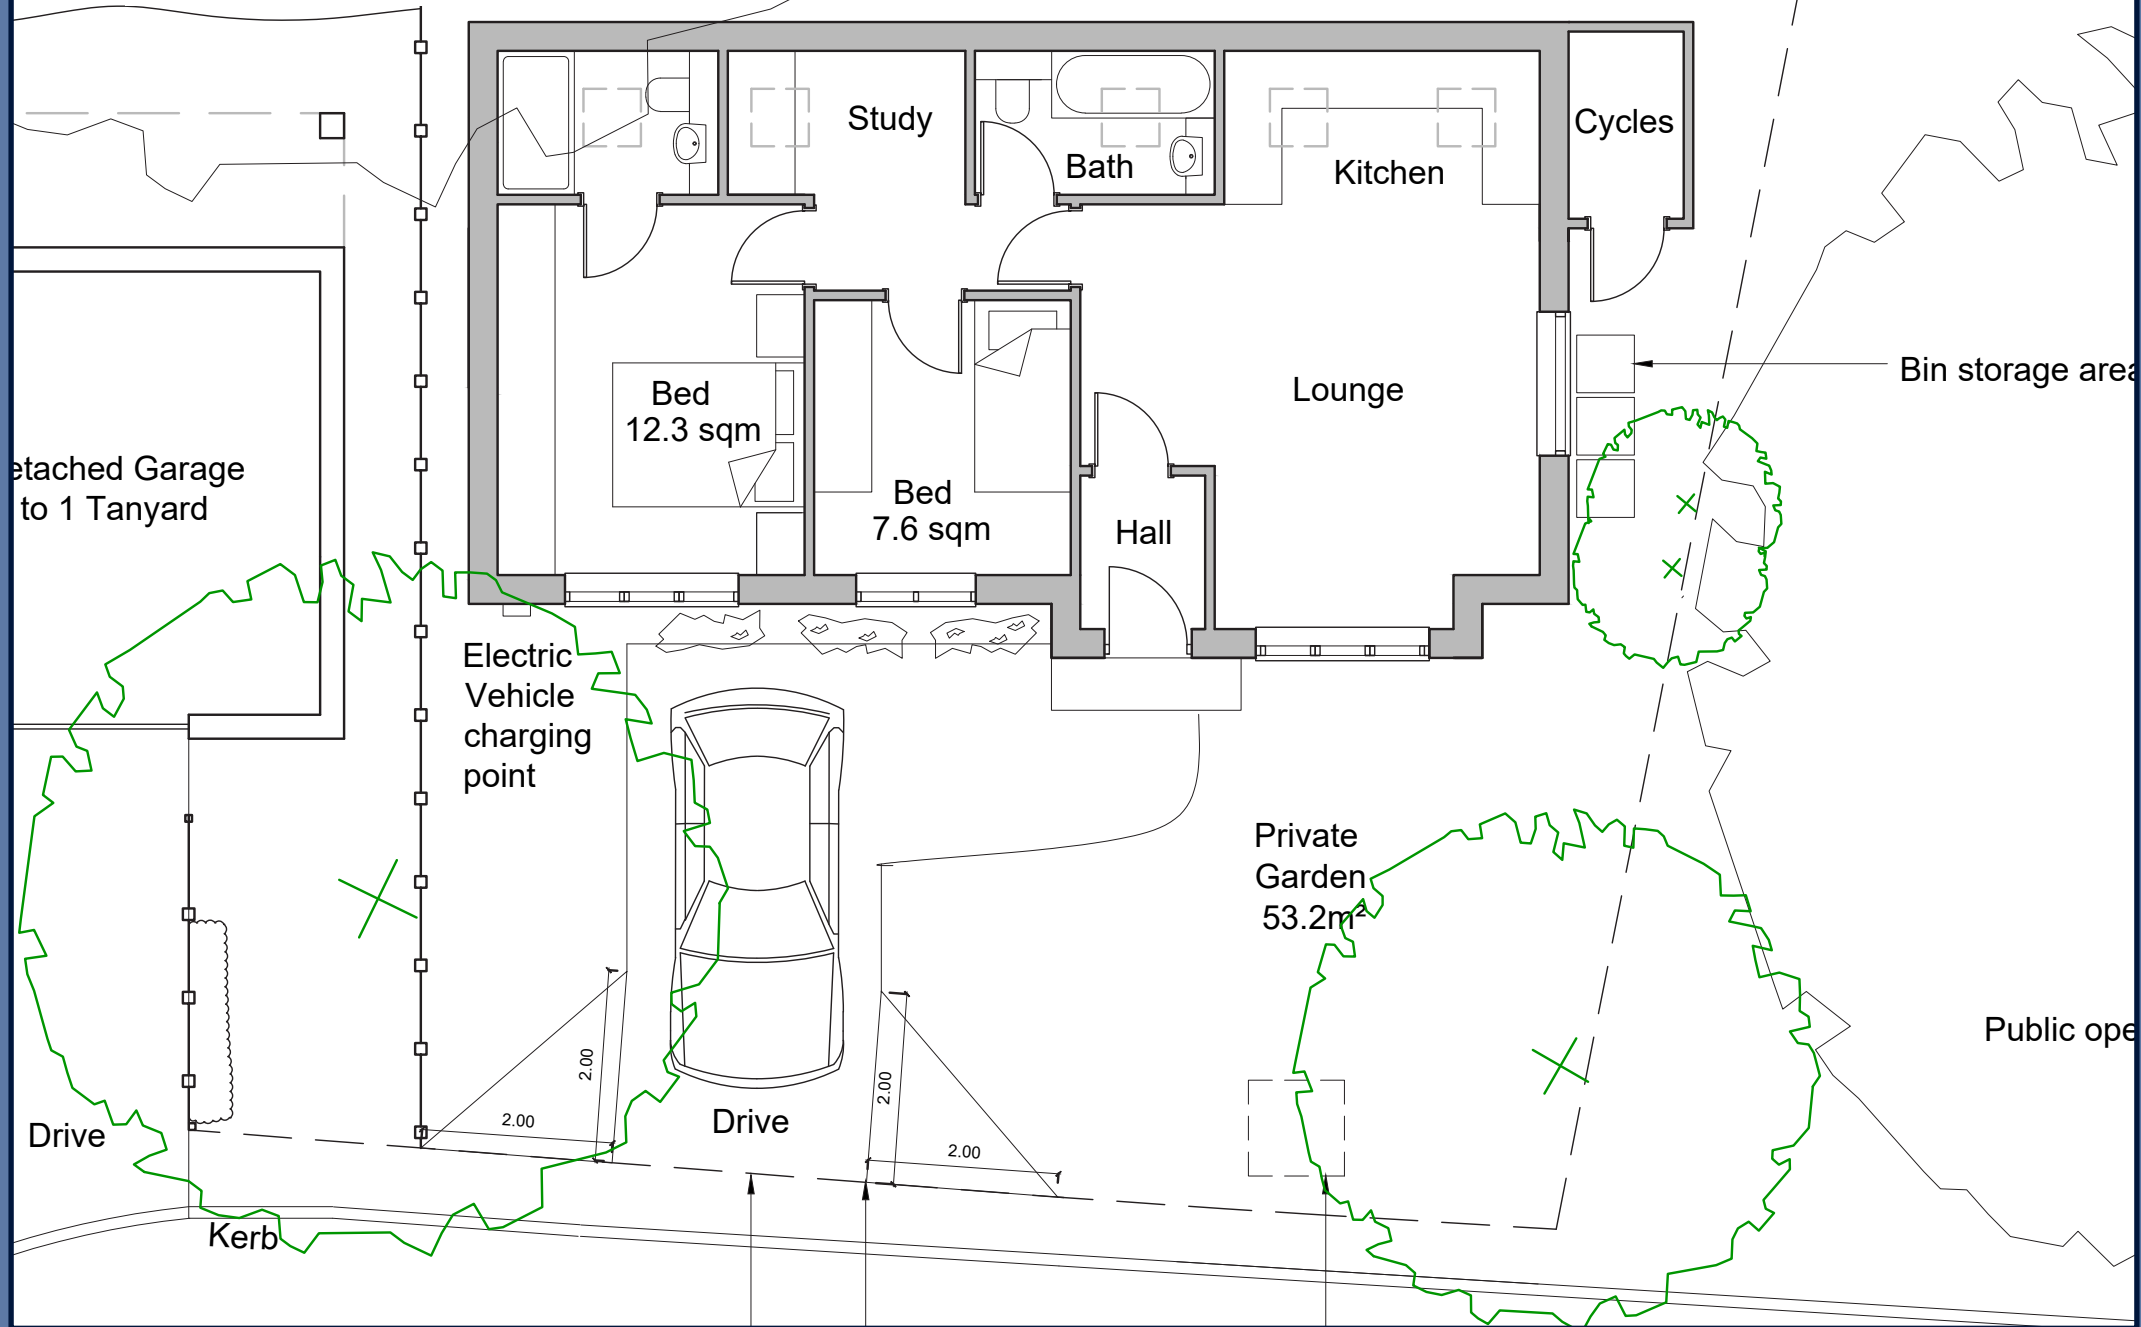 Study
Bath
Kitchen
Cycles
Bed
12.3 sqm
Bed
7.6 sqm
Lounge
Hall
Bin storage area
etached Garage
to 1 Tanyard
Electric
Vehicle
charging
point
Private
Garden
53.2m²
Public ope
2.00
2.00
2.00
2.00
Drive
Drive
Kerb